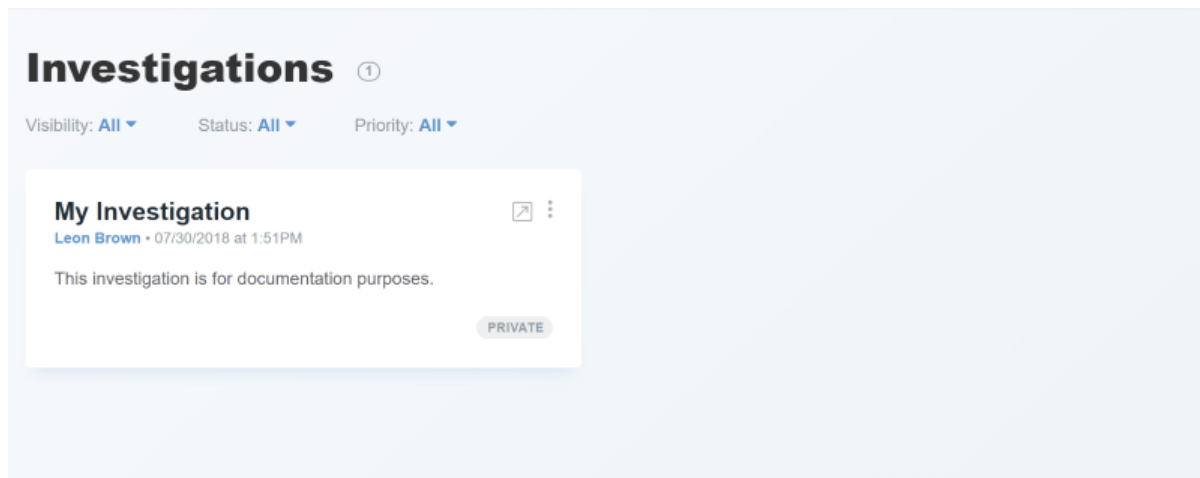 Investigations 1
Visibility: All Status: All Priority: All
My Investigation
Leon Brown • 07/30/2018 at 1:51PM
This investigation is for documentation purposes.
PRIVATE